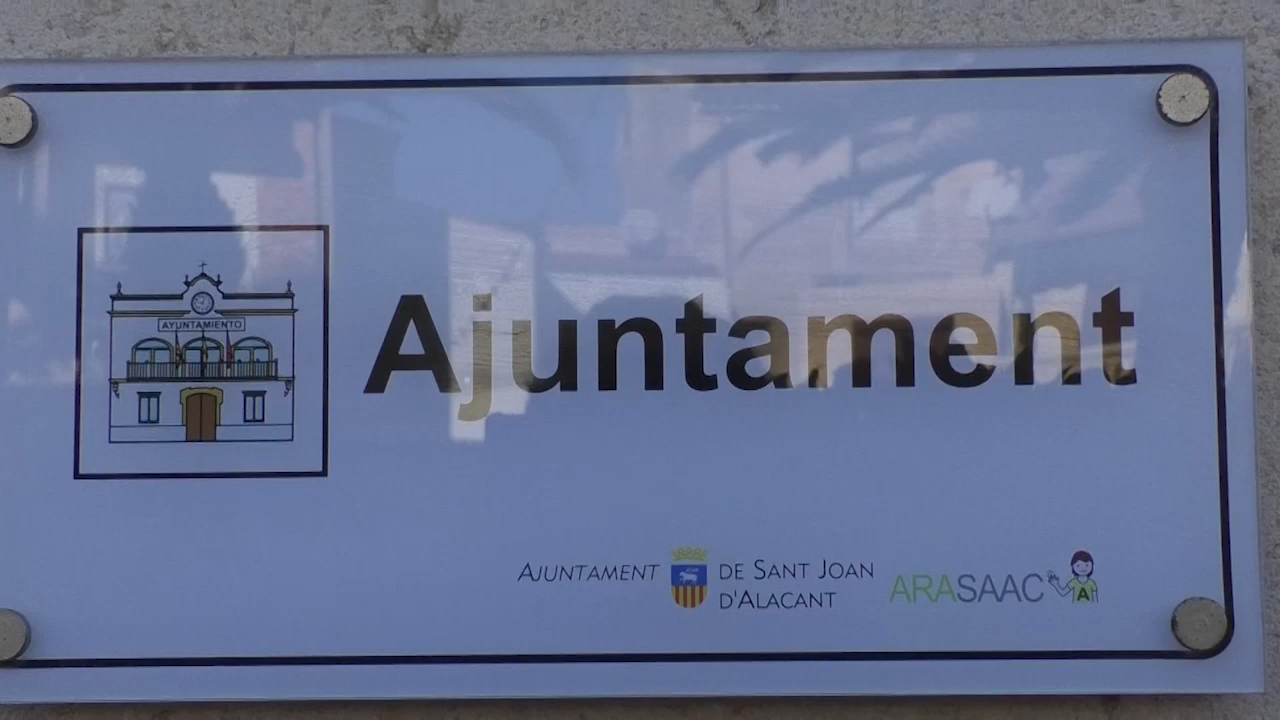 AYUNTAMIENTO
Ajuntament
AJUNTAMENT DE SANT JOAN
D'ALACANT
ARASAAC
A